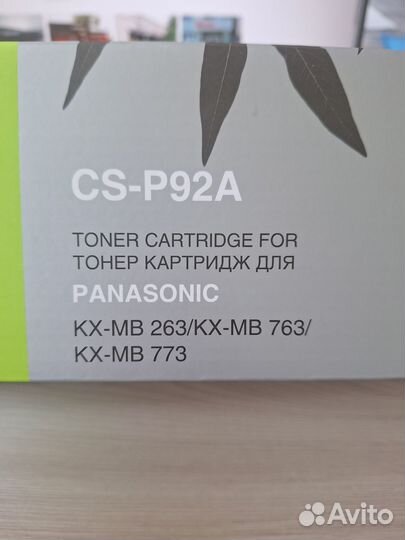 CS-P92A
TONER CARTRIDGE FOR
ТОНЕР КАРТРИДЖ ДЛЯ
PANASONIC
KX-MB 263/KX-MB 763/
KX-MB 773
Avito